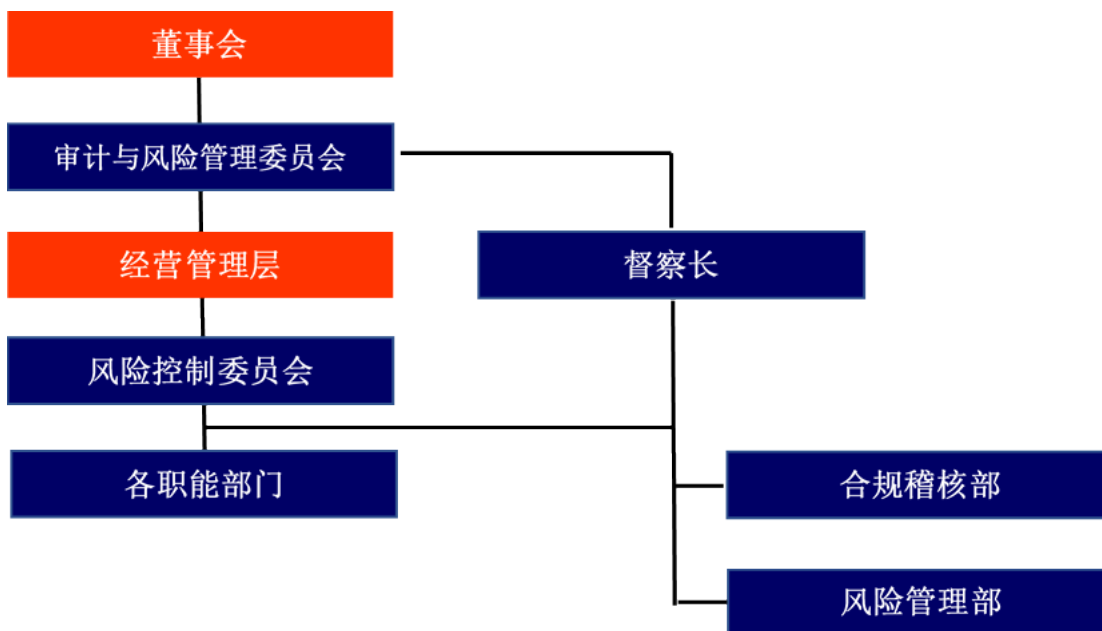 董事会
审计与风险管理委员会
经营管理层
督察长
风险控制委员会
各职能部门
合规稽核部
风险管理部